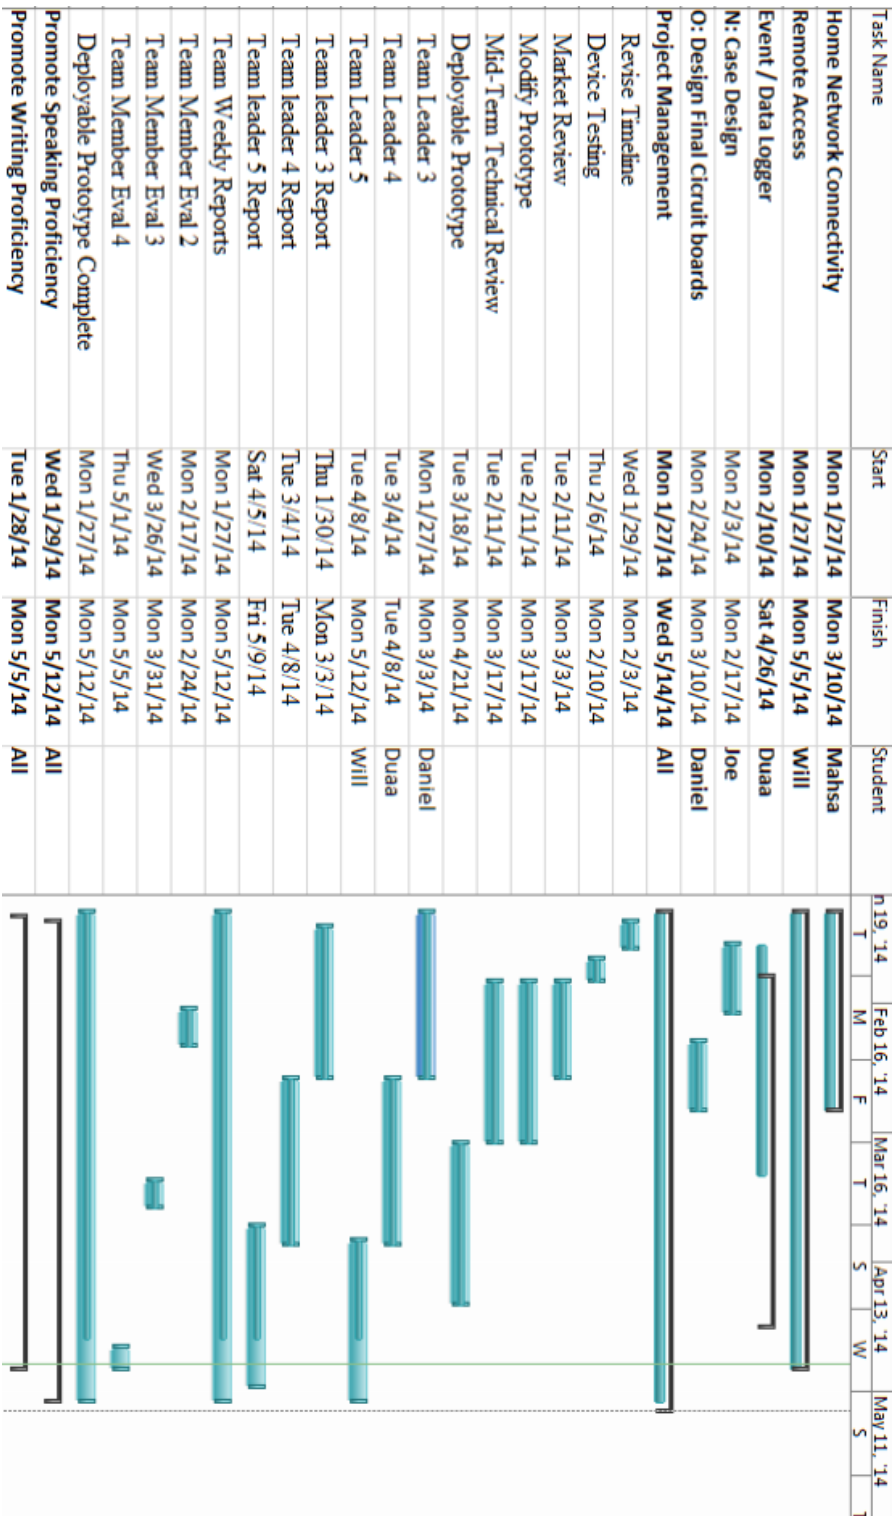 Task Name Start Finish Student n 19, '14 Feb 16, '14 Mar 16, '14 Apr 13, '14 May 11, '14
T M F T S W S T
Home Network Connectivity Mon 1/27/14 Mon 3/10/14 Mahsa
Remote Access Mon 1/27/14 Mon 5/5/14 Will
Event / Data Logger Mon 2/10/14 Sat 4/26/14 Duaa
N: Case Design Mon 2/3/14 Mon 2/17/14 Joe
O: Design Final Cicruit boards Mon 2/24/14 Mon 3/10/14 Daniel
Project Management Mon 1/27/14 Wed 5/14/14 All
Revise Timeline Wed 1/29/14 Mon 2/3/14
Device Testing Thu 2/6/14 Mon 2/10/14
Market Review Tue 2/11/14 Mon 3/3/14
Modify Prototype Tue 2/11/14 Mon 3/17/14
Mid-Term Technical Review Tue 2/11/14 Mon 3/17/14
Deployable Prototype Tue 3/18/14 Mon 4/21/14
Team Leader 3 Mon 1/27/14 Mon 3/3/14 Daniel
Team Leader 4 Tue 3/4/14 Tue 4/8/14 Duaa
Team Leader 5 Tue 4/8/14 Mon 5/12/14 Will
Team leader 3 Report Thu 1/30/14 Mon 3/3/14
Team leader 4 Report Tue 3/4/14 Tue 4/8/14
Team leader 5 Report Sat 4/5/14 Fri 5/9/14
Team Weekly Reports Mon 1/27/14 Mon 5/12/14
Team Member Eval 2 Mon 2/17/14 Mon 2/24/14
Team Member Eval 3 Wed 3/26/14 Mon 3/31/14
Team Member Eval 4 Thu 5/1/14 Mon 5/5/14
Deployable Prototype Complete Mon 1/27/14 Mon 5/12/14
Promote Speaking Proficiency Wed 1/29/14 Mon 5/12/14 All
Promote Writing Proficiency Tue 1/28/14 Mon 5/5/14 All